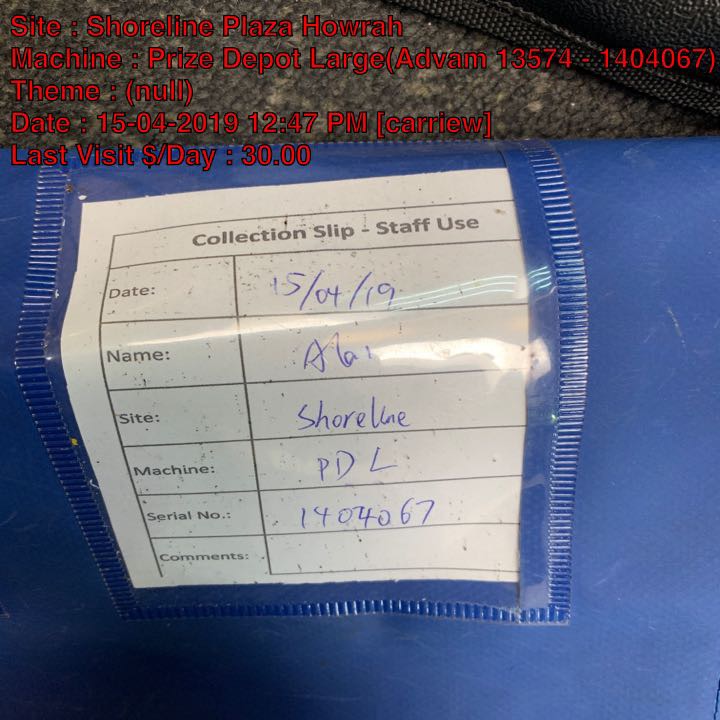 Site : Shoreline Plaza Howrah
Machine : Prize Depot Large(Advam 13574 - 1404067)
Theme : (null)
Date : 15-04-2019 12:47 PM [carriew]
Last Visit $/Day : 30.00
Collection Slip - Staff Use
Date: 15/04/19
Name:
Site: Shoreline
Machine: PD L
Serial No.: 1404067
Comments: